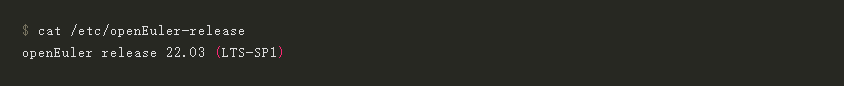 $ cat /etc/openEuler-release
openEuler release 22.03 (LTS-SP1)